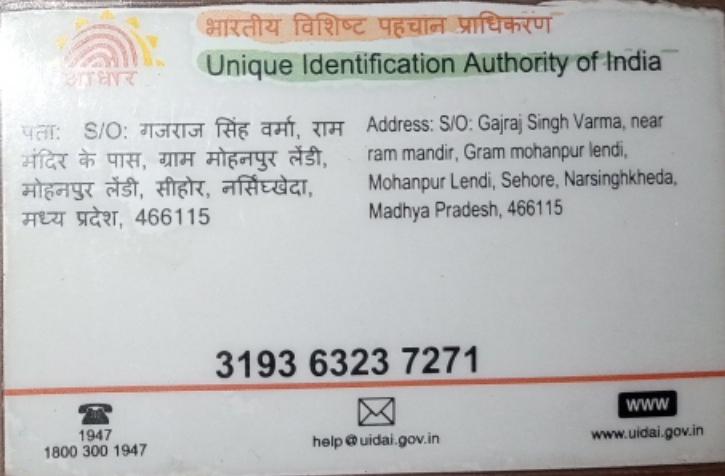 भारतीय विशिष्ट पहचान प्राधिकरण
Unique Identification Authority of India
आधार
पता: S/O: गजराज सिंह वर्मा, राम
मंदिर के पास, ग्राम मोहनपुर लेंडी,
मोहनपुर लेंडी, सीहोर, नर्सिंघखेदा,
मध्य प्रदेश, 466115
Address: S/O: Gajraj Singh Varma, near
ram mandir, Gram mohanpur lendi,
Mohanpur Lendi, Sehore, Narsinghkheda,
Madhya Pradesh, 466115
3193 6323 7271
1947
1800 300 1947
help@uidai.gov.in
WWW
www.uidai.gov.in